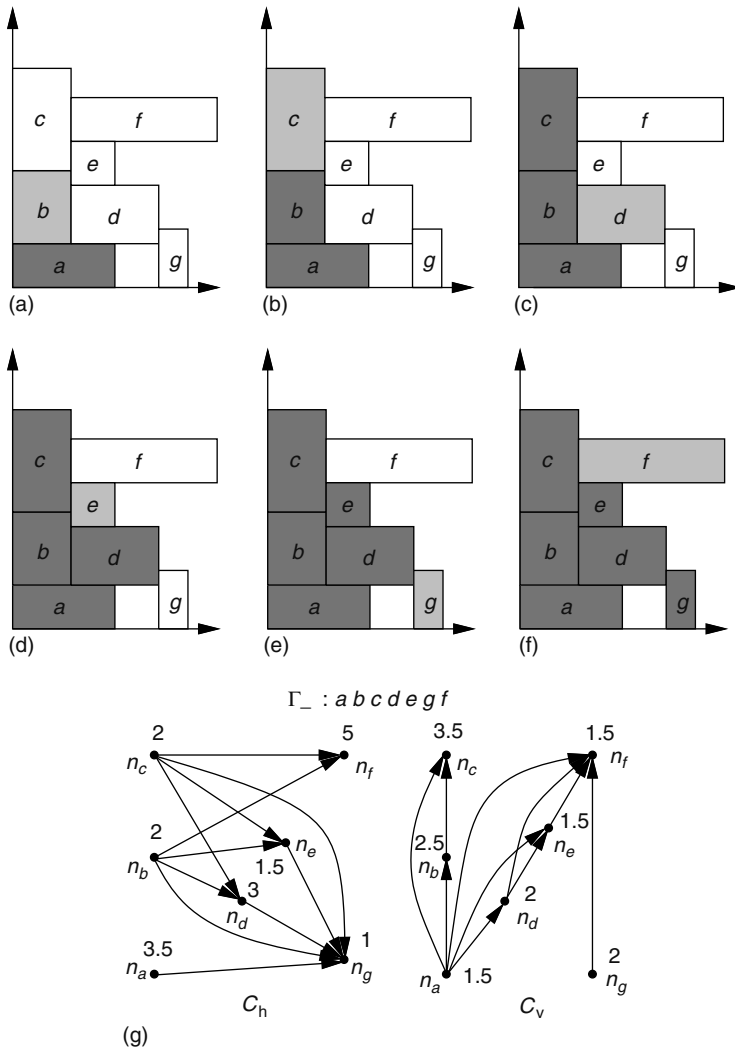 c
f
e
b
d
a
g
(a)
c
f
e
b
d
a
g
(b)
c
f
e
b
d
a
g
(c)
c
f
e
b
d
a
g
(d)
c
f
e
b
d
a
g
(e)
c
f
e
b
d
a
g
(f)
Γ_ : a b c d e g f
2
5
n_c
n_f
2
n_b
n_e
1.5
3
n_d
3.5
1
n_a
n_g
C_h
3.5
1.5
n_c
n_f
1.5
2.5
n_e
n_b
2
n_d
2
n_a
1.5
n_g
C_v
(g)